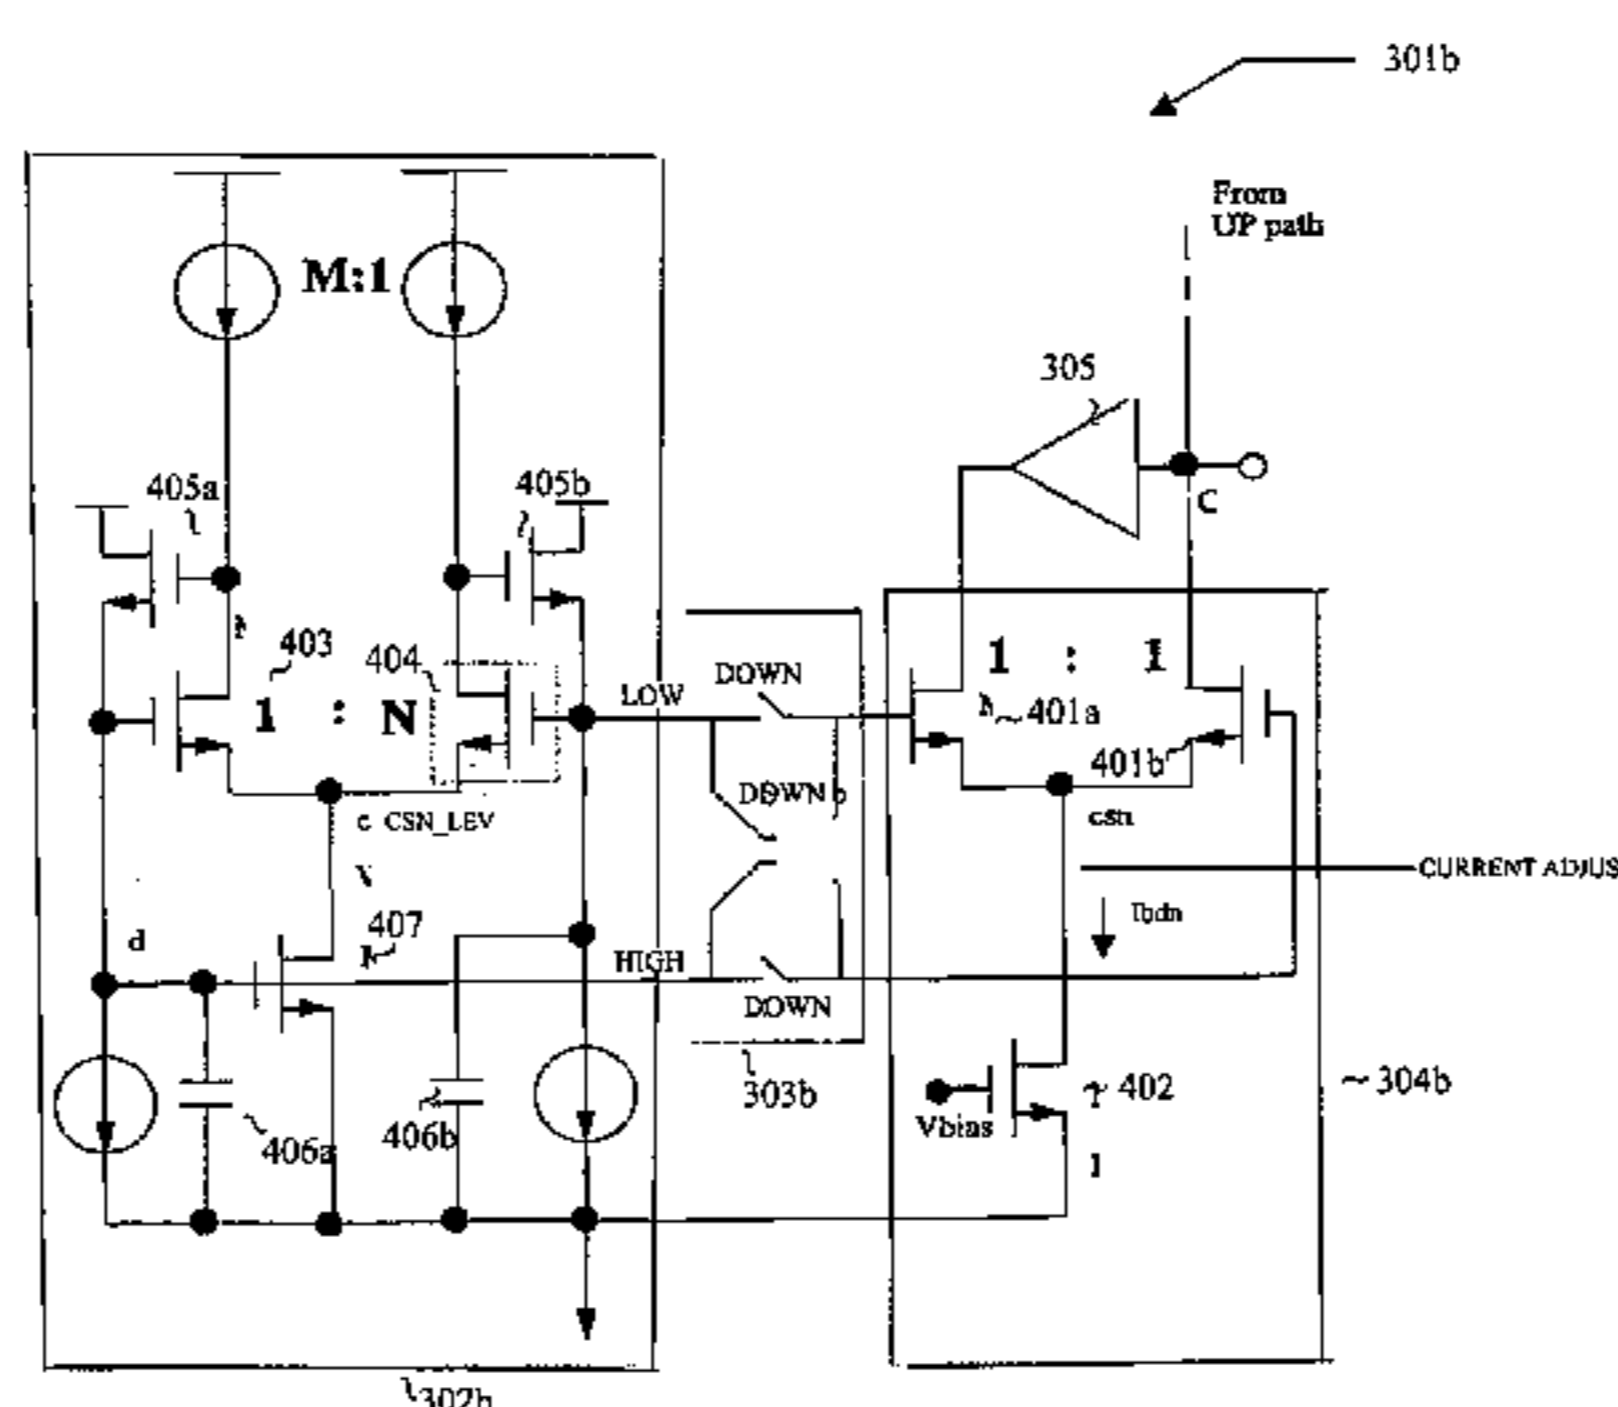 301b
From
UP path
M:1
305
405a
405b
C
403
404
1 : N
LOW
DOWN
1 : 1
401a
401b
DOWN b
c CSN_LEV
csn
CURRENT ADJUS
d
407
Ibdn
HIGH
DOWN
303b
402
Vbias
304b
406a
406b
1
302b